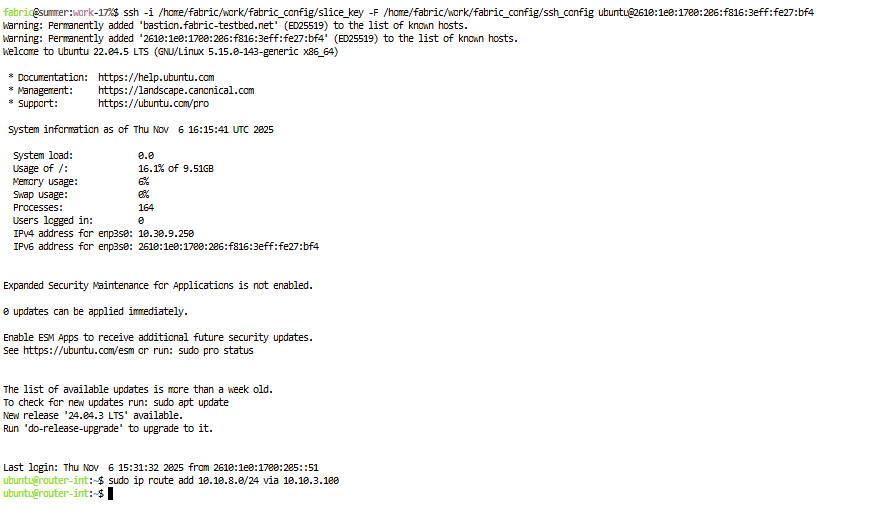 fabric@summer:work-17%$ ssh -i /home/fabric/work/fabric_config/slice_key -F /home/fabric/work/fabric_config/ssh_config ubuntu@2610:1e0:1700:206:f816:3eff:fe27:bf4
Warning: Permanently added 'bastion.fabric-testbed.net' (ED25519) to the list of known hosts.
Warning: Permanently added '2610:1e0:1700:206:f816:3eff:fe27:bf4' (ED25519) to the list of known hosts.
Welcome to Ubuntu 22.04.5 LTS (GNU/Linux 5.15.0-143-generic x86_64)

 * Documentation:  https://help.ubuntu.com
 * Management:     https://landscape.canonical.com
 * Support:        https://ubuntu.com/pro

 System information as of Thu Nov  6 16:15:41 UTC 2025

  System load:             0.0
  Usage of /:              16.1% of 9.51GB
  Memory usage:            6%
  Swap usage:              0%
  Processes:               164
  Users logged in:         0
  IPv4 address for enp3s0: 10.30.9.250
  IPv6 address for enp3s0: 2610:1e0:1700:206:f816:3eff:fe27:bf4

Expanded Security Maintenance for Applications is not enabled.

0 updates can be applied immediately.

Enable ESM Apps to receive additional future security updates.
See https://ubuntu.com/esm or run: sudo pro status

The list of available updates is more than a week old.
To check for new updates run: sudo apt update
New release '24.04.3 LTS' available.
Run 'do-release-upgrade' to upgrade to it.

Last login: Thu Nov  6 15:31:32 2025 from 2610:1e0:1700:205::51
ubuntu@router-int:~$ sudo ip route add 10.10.8.0/24 via 10.10.3.100
ubuntu@router-int:~$